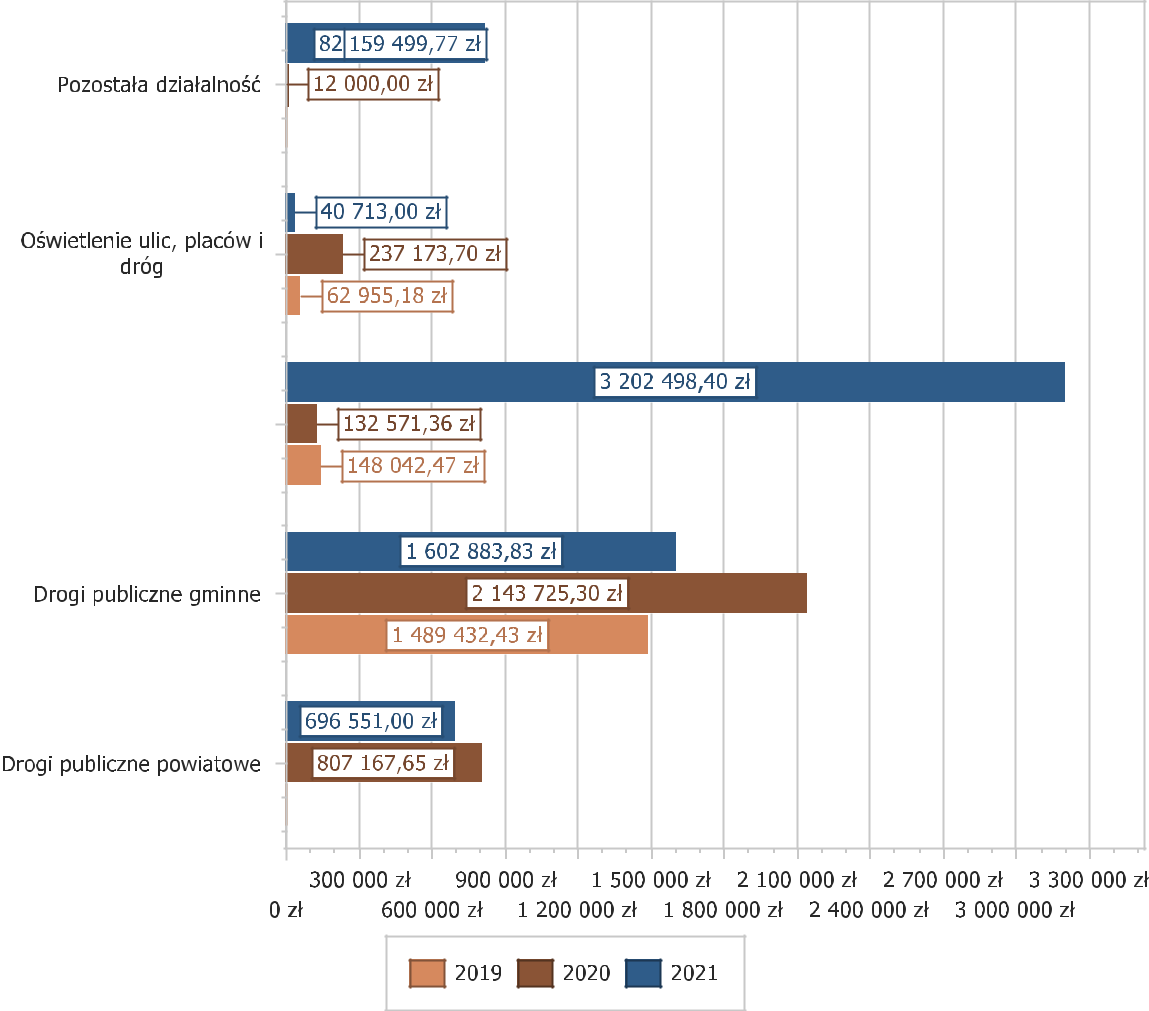 82
159 499,77 zł
Pozostała działalność
12 000,00 zł
40 713,00 zł
Oświetlenie ulic, placów i
dróg
237 173,70 zł
62 955,18 zł
3 202 498,40 zł
132 571,36 zł
148 042,47 zł
1 602 883,83 zł
Drogi publiczne gminne
2 143 725,30 zł
1 489 432,43 zł
696 551,00 zł
Drogi publiczne powiatowe
807 167,65 zł
300 000 zł 900 000 zł 1 500 000 zł 2 100 000 zł 2 700 000 zł 3 300 000 zł
0 zł 600 000 zł 1 200 000 zł 1 800 000 zł 2 400 000 zł 3 000 000 zł
2019 2020 2021